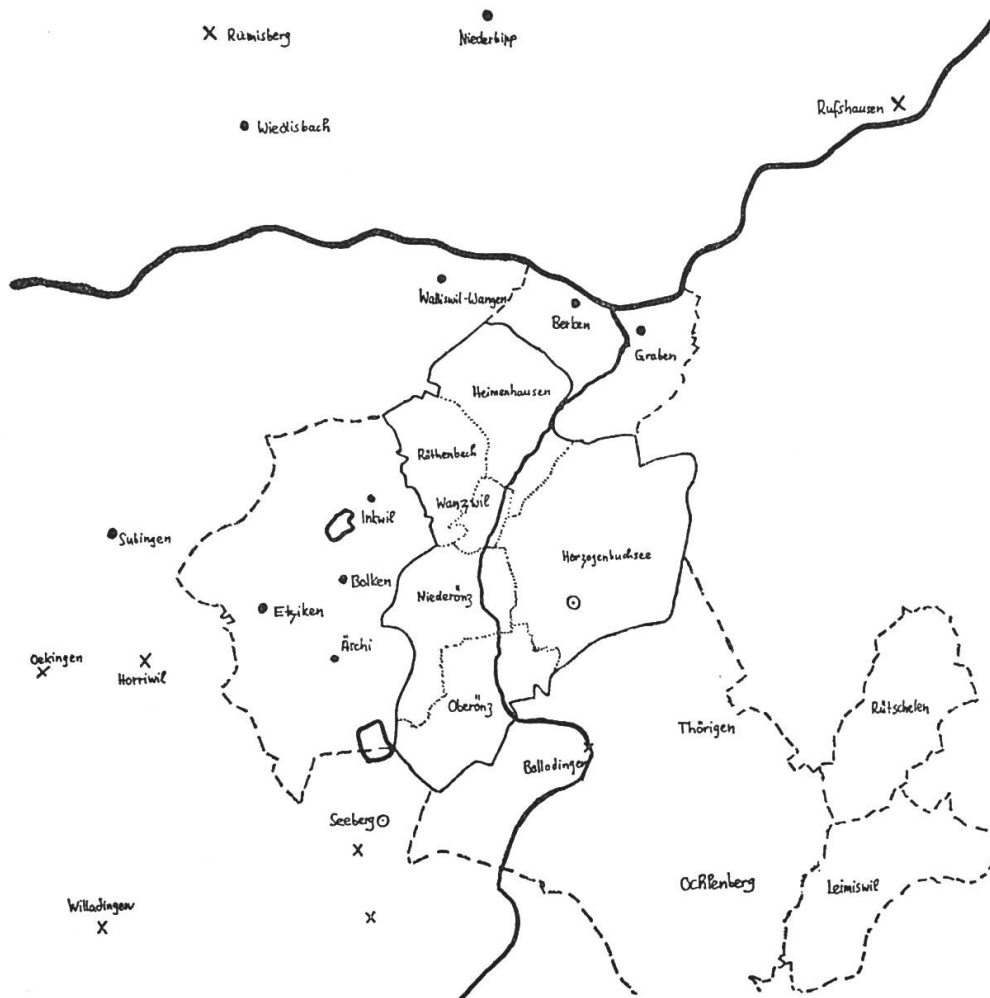 Rumisberg
Niederbipp
Rufshausen
Wiedlisbach
Walliswil-Wangen
Berken
Graben
Heimenhausen
Röthenbach
Wanzwil
Inkwil
Subingen
Herzogenbuchsee
Bolken
Niederönz
Etziken
Äschi
Oekingen
Horriwil
Oberönz
Rütschelen
Thörigen
Bollodingen
Seeberg
Ochlenberg
Leimiswil
Willadingen